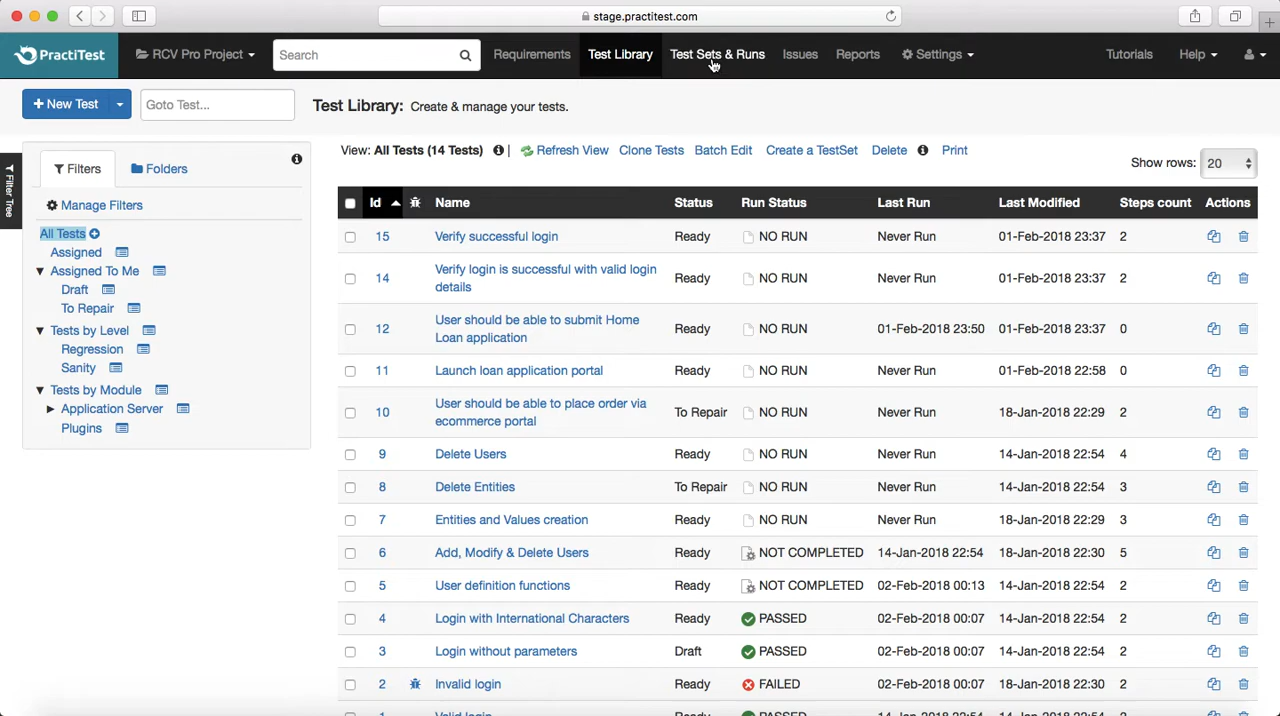 stage.practitest.com
PractiTest RCV Pro Project Search Requirements Test Library Test Sets & Runs Issues Reports Settings Tutorials Help
+ New Test Goto Test... Test Library: Create & manage your tests.
Filter Tree
Filters Folders
Manage Filters
All Tests
Assigned
Assigned To Me
Draft
To Repair
Tests by Level
Regression
Sanity
Tests by Module
Application Server
Plugins
View: All Tests (14 Tests) | Refresh View Clone Tests Batch Edit Create a TestSet Delete Print
Show rows: 20
Id Name Status Run Status Last Run Last Modified Steps count Actions
15 Verify successful login Ready NO RUN Never Run 01-Feb-2018 23:37 2
14 Verify login is successful with valid login Ready NO RUN Never Run 01-Feb-2018 23:37 2
details
12 User should be able to submit Home Ready NO RUN 01-Feb-2018 23:50 01-Feb-2018 23:37 0
Loan application
11 Launch loan application portal Ready NO RUN Never Run 01-Feb-2018 22:58 0
10 User should be able to place order via To Repair NO RUN Never Run 18-Jan-2018 22:29 2
ecommerce portal
9 Delete Users Ready NO RUN Never Run 14-Jan-2018 22:54 4
8 Delete Entities To Repair NO RUN Never Run 14-Jan-2018 22:54 3
7 Entities and Values creation Ready NO RUN Never Run 18-Jan-2018 22:29 3
6 Add, Modify & Delete Users Ready NOT COMPLETED 14-Jan-2018 22:54 18-Jan-2018 22:30 5
5 User definition functions Ready NOT COMPLETED 02-Feb-2018 00:13 14-Jan-2018 22:54 2
4 Login with International Characters Ready PASSED 02-Feb-2018 00:07 14-Jan-2018 22:54 2
3 Login without parameters Draft PASSED 02-Feb-2018 00:07 14-Jan-2018 22:54 2
2 Invalid login Ready FAILED 02-Feb-2018 00:07 18-Jan-2018 22:30 2
1 Valid login Ready PASSED 14-Jan-2018 22:54 14-Jan-2018 22:54 2